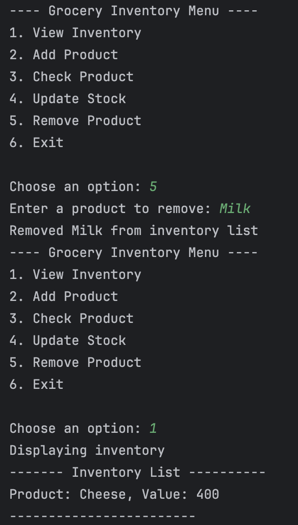 ---- Grocery Inventory Menu ----
1. View Inventory
2. Add Product
3. Check Product
4. Update Stock
5. Remove Product
6. Exit
Choose an option: 5
Enter a product to remove: Milk
Removed Milk from inventory list
---- Grocery Inventory Menu ----
1. View Inventory
2. Add Product
3. Check Product
4. Update Stock
5. Remove Product
6. Exit
Choose an option: 1
Displaying inventory
------- Inventory List ----------
Product: Cheese, Value: 400
------------------------